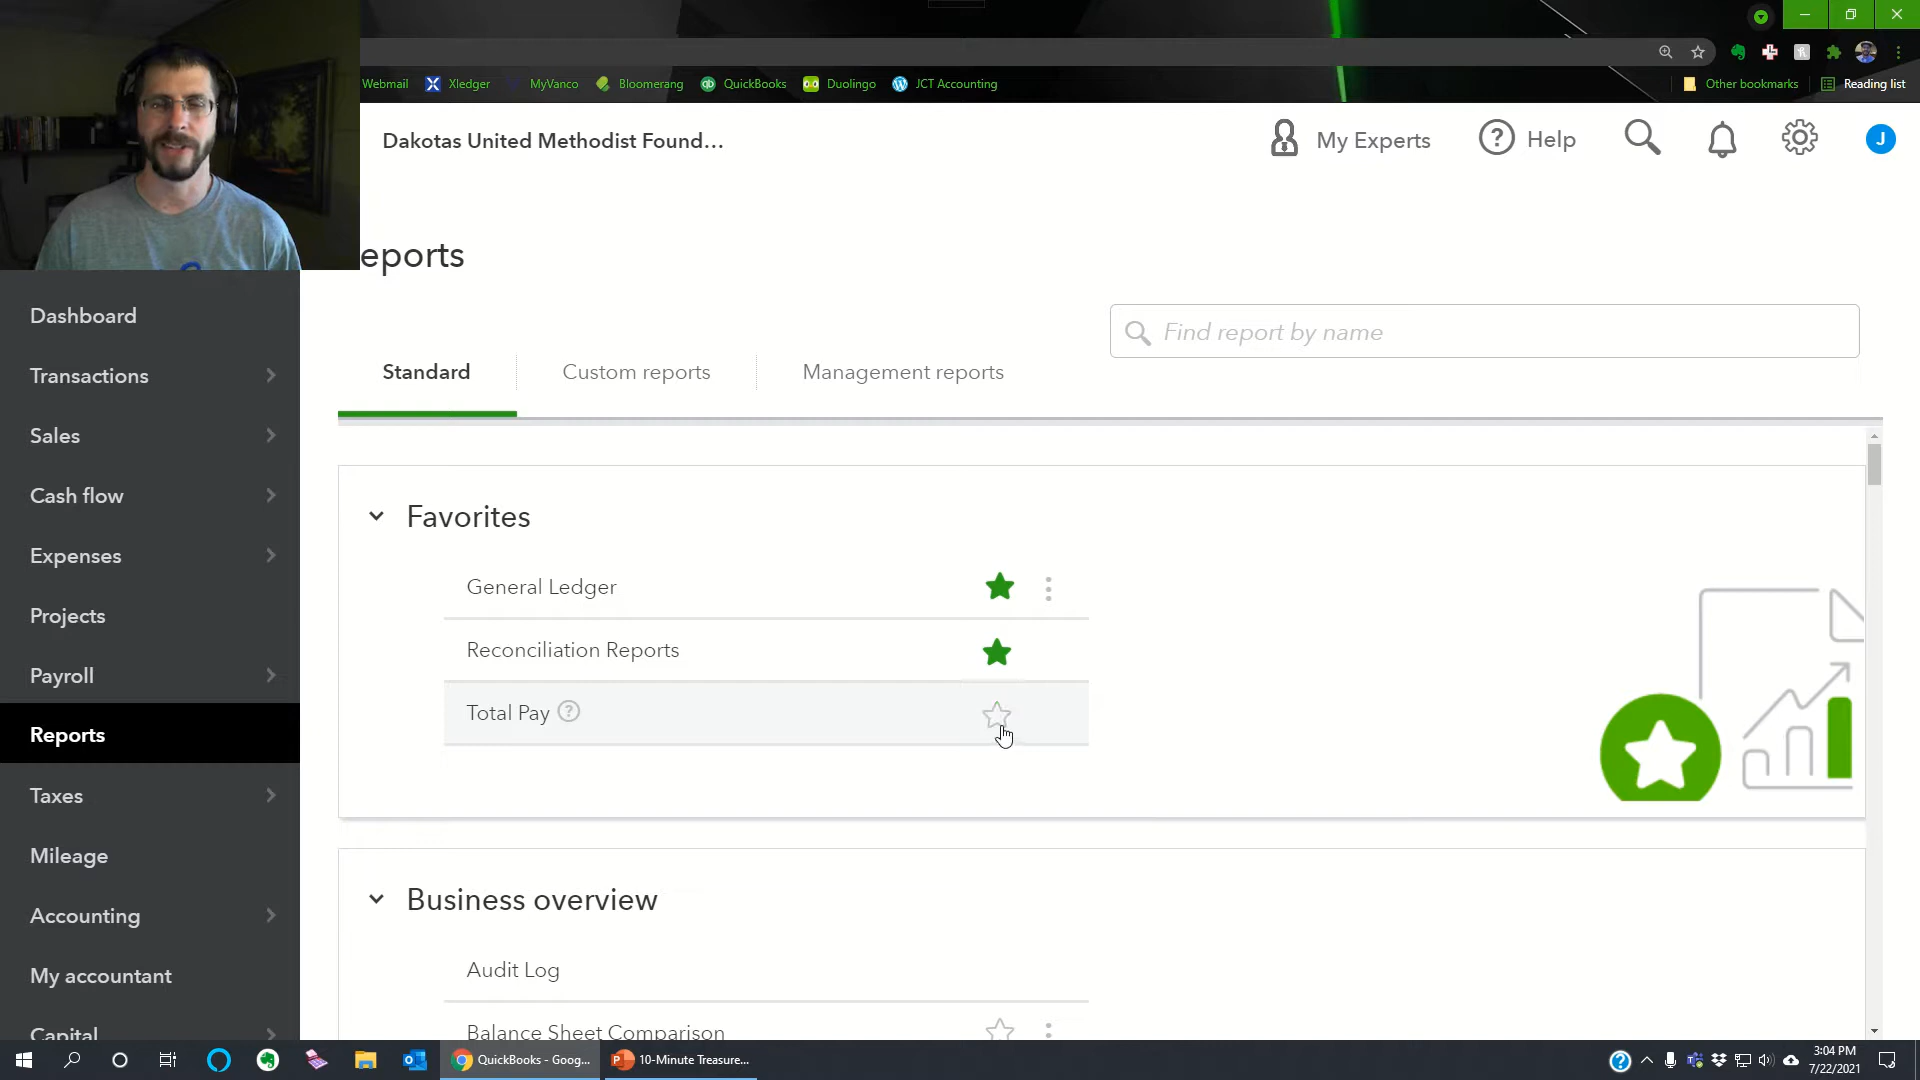 Webmail
Xledger
MyVanco
Bloomerang
QuickBooks
Duolingo
JCT Accounting
Other bookmarks
Reading list
Dakotas United Methodist Found...
My Experts
Help
J
eports
Find report by name
Standard
Custom reports
Management reports
Dashboard
Transactions
Sales
Cash flow
Expenses
Projects
Payroll
Reports
Taxes
Mileage
Accounting
My accountant
Capital
Favorites
General Ledger
Reconciliation Reports
Total Pay
Business overview
Audit Log
Balance Sheet Comparison
QuickBooks - Goog...
10-Minute Treasure...
3:04 PM
7/22/2021